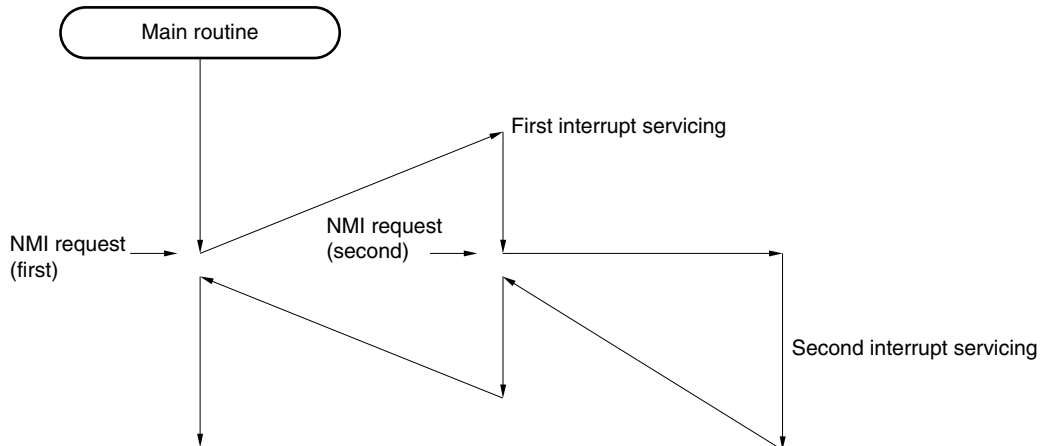 Main routine
First interrupt servicing
NMI request
(first)
NMI request
(second)
Second interrupt servicing